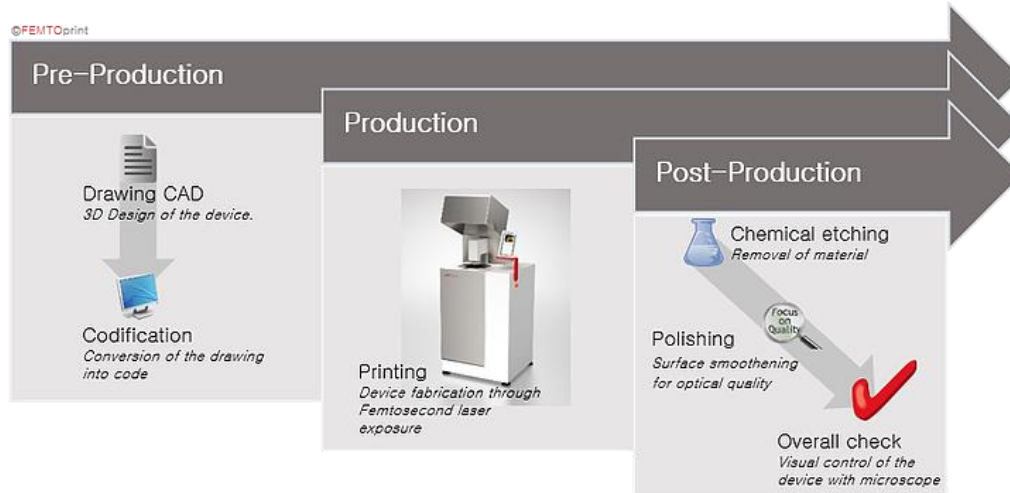 ©FEMTOprint
Pre-Production
Drawing CAD
3D Design of the device.
Codification
Conversion of the drawing
into code
Production
Printing
Device fabrication through
Femtosecond laser
exposure
Post-Production
Chemical etching
Removal of material
Focus
on
Quality
Polishing
Surface smoothening
for optical quality
Overall check
Visual control of the
device with microscope